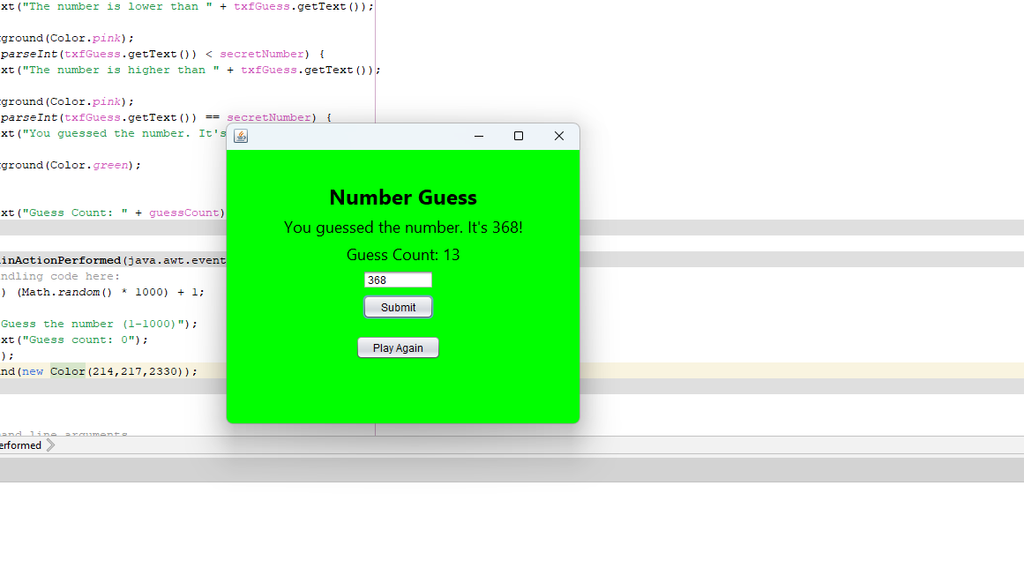 xt("The number is lower than " + txfGuess.getText());
ground(Color.pink);
parseInt(txfGuess.getText()) < secretNumber) {
xt("The number is higher than " + txfGuess.getText());
ground(Color.pink);
parseInt(txfGuess.getText()) == secretNumber) {
xt("You guessed the number. It's
ground(Color.green);
xt("Guess Count: " + guessCount)
inActionPerformed(java.awt.event
ndling code here:
) (Math.random() * 1000) + 1;
Guess the number (1-1000)");
xt("Guess count: 0");
);
nd(new Color(214,217,2330));
and line arguments
erformed
Number Guess
You guessed the number. It's 368!
Guess Count: 13
368
Submit
Play Again